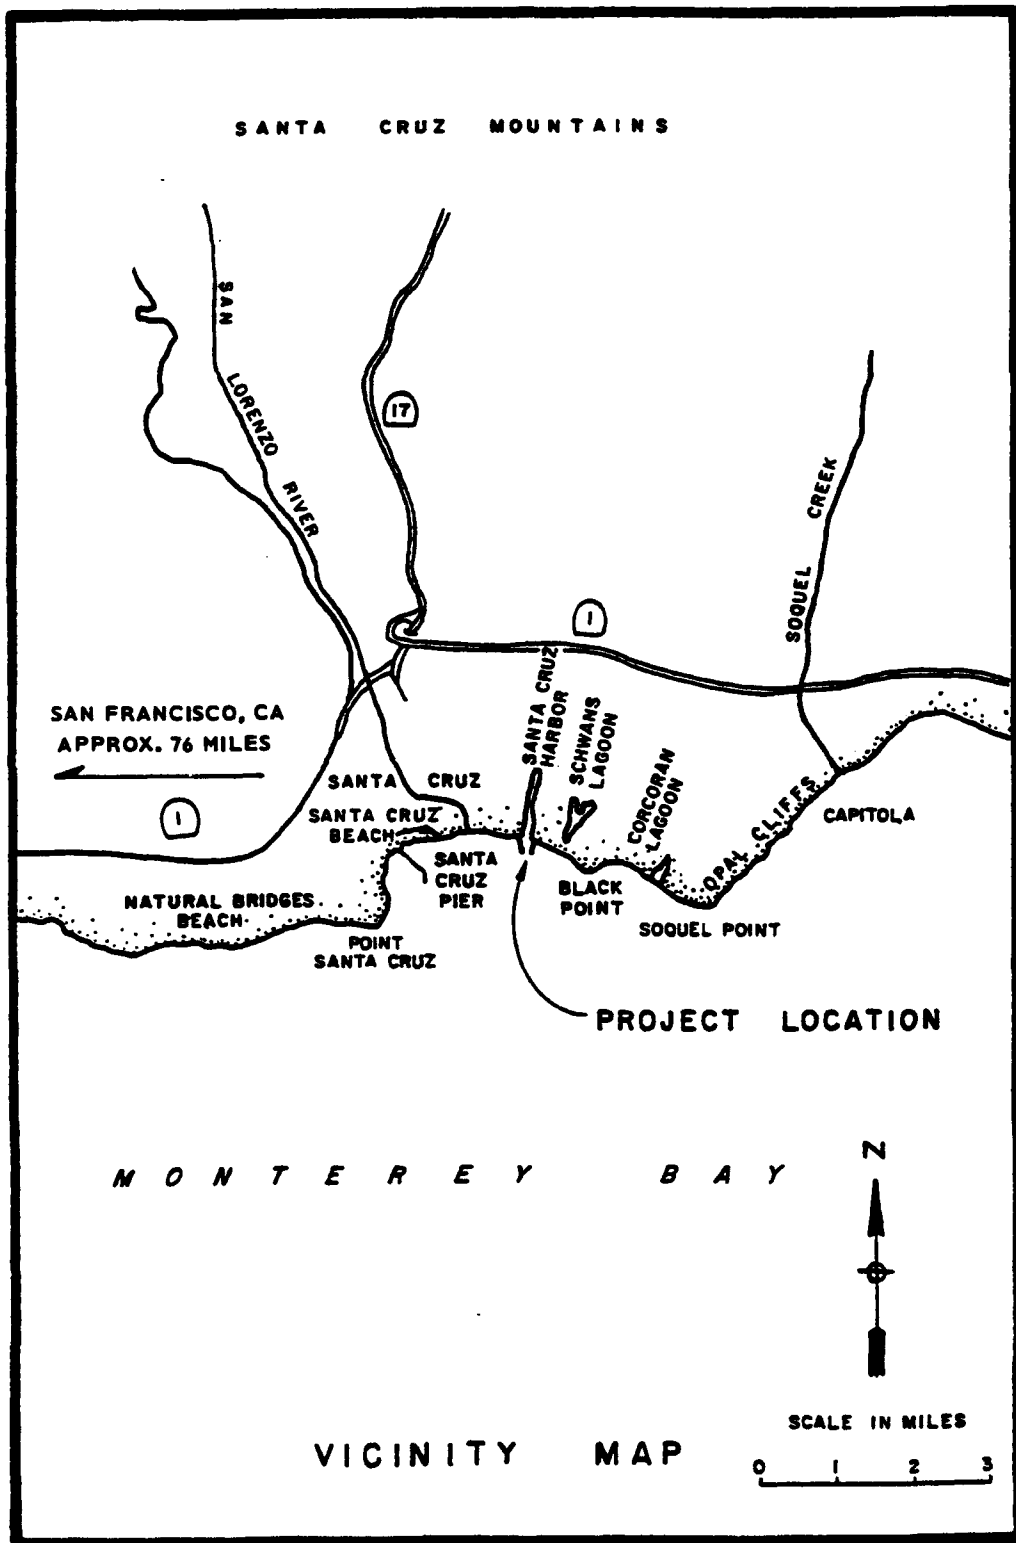 SANTA CRUZ MOUNTAINS
SAN
LORENZO
RIVER
17
SOQUEL CREEK
1
SAN FRANCISCO, CA
APPROX. 76 MILES
1
SANTA CRUZ
SANTA CRUZ
BEACH
SANTA
CRUZ
PIER
SANTA CRUZ
HARBOR
SCHWANS
LAGOON
CORCORAN
LAGOON
OPAL CLIFFS
CAPITOLA
NATURAL BRIDGES
BEACH
POINT
SANTA CRUZ
BLACK
POINT
SOQUEL POINT
PROJECT LOCATION
MONTEREY BAY
N
SCALE IN MILES
0 1 2 3
VICINITY MAP